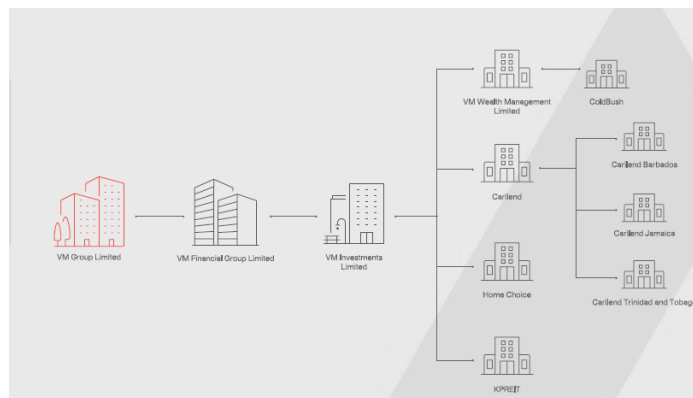 VM Group Limited
VM Financial Group Limited
VM Investments
Limited
VM Wealth Management
Limited
ColdBush
Carilend
Carilend Barbados
Carilend Jamaica
Carilend Trinidad and Tobago
Home Choice
KPREIT